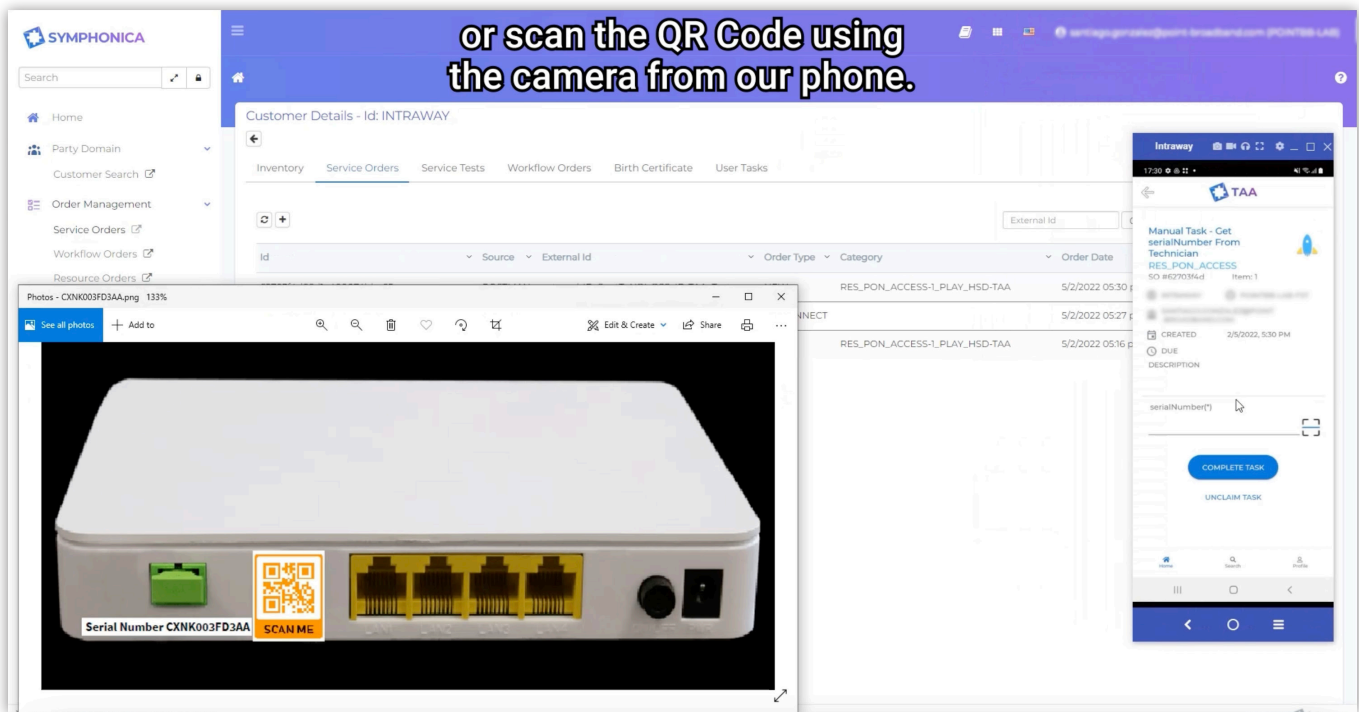 SYMPHONICA
or scan the QR Code using
the camera from our phone.
Search
Home
Party Domain
Customer Search
Order Management
Service Orders
Workflow Orders
Resource Orders
Customer Details - Id: INTRAWAY
Inventory Service Orders Service Tests Workflow Orders Birth Certificate User Tasks
External Id
Id Source External Id Order Type Category Order Date
RES_PON_ACCESS-1_PLAY_HSD-TAA 5/2/2022 05:30 p
NNECT 5/2/2022 05:27 p
RES_PON_ACCESS-1_PLAY_HSD-TAA 5/2/2022 05:16 p
Photos - CXNK003FD3AA.png 133%
See all photos Add to Edit & Create Share
Serial Number CXNK003FD3AA
SCAN ME
Intraway
17:30
TAA
Manual Task - Get
serialNumber From
Technician
RES_PON_ACCESS
SO #62703f4d Item: 1
CREATED 2/5/2022, 5:30 PM
DUE
DESCRIPTION
serialNumber(*)
COMPLETE TASK
UNCLAIM TASK
Home Search Profile